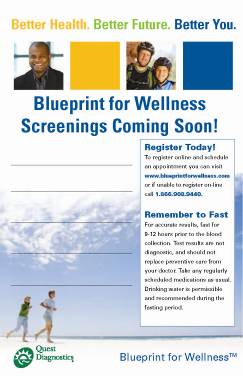 Better Health. Better Future. Better You.
Blueprint for Wellness
Screenings Coming Soon!
Register Today!
To register online and schedule
an appointment you can visit
www.blueprintforwellness.com
or if unable to register on-line
call 1.866.908.9440.
Remember to Fast
For accurate results, fast for
9-12 hours prior to the blood
collection. Test results are not
diagnostic, and should not
replace preventive care from
your doctor. Take any regularly
scheduled medications as usual.
Drinking water is permissible
and recommended during the
fasting period.
Quest
Diagnostics
Blueprint for Wellness™